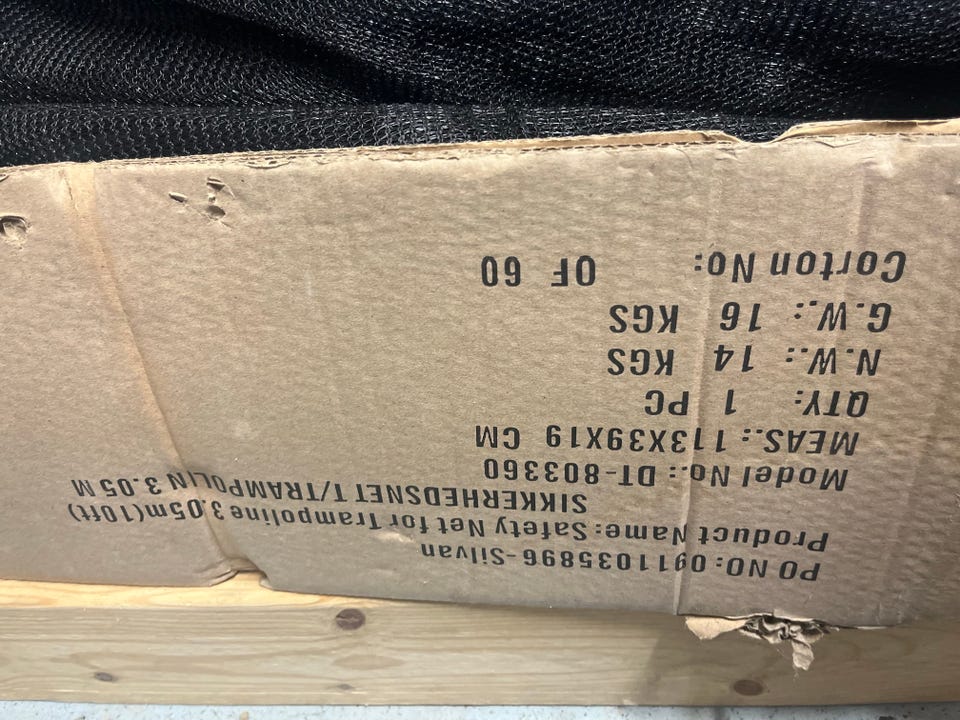 PO NO:0911035896-Silvan
Product Name: Safety Net for Trampoline 3.05m(10ft)
SIKKERHEDSNET T/TRAMPOLIN 3.05 M
Model No.: DT-803360
MEAS.: 113X39X19 CM
QTY: 1 PC
N.W.: 14 KGS
G.W.: 16 KGS
Corton No: OF 60